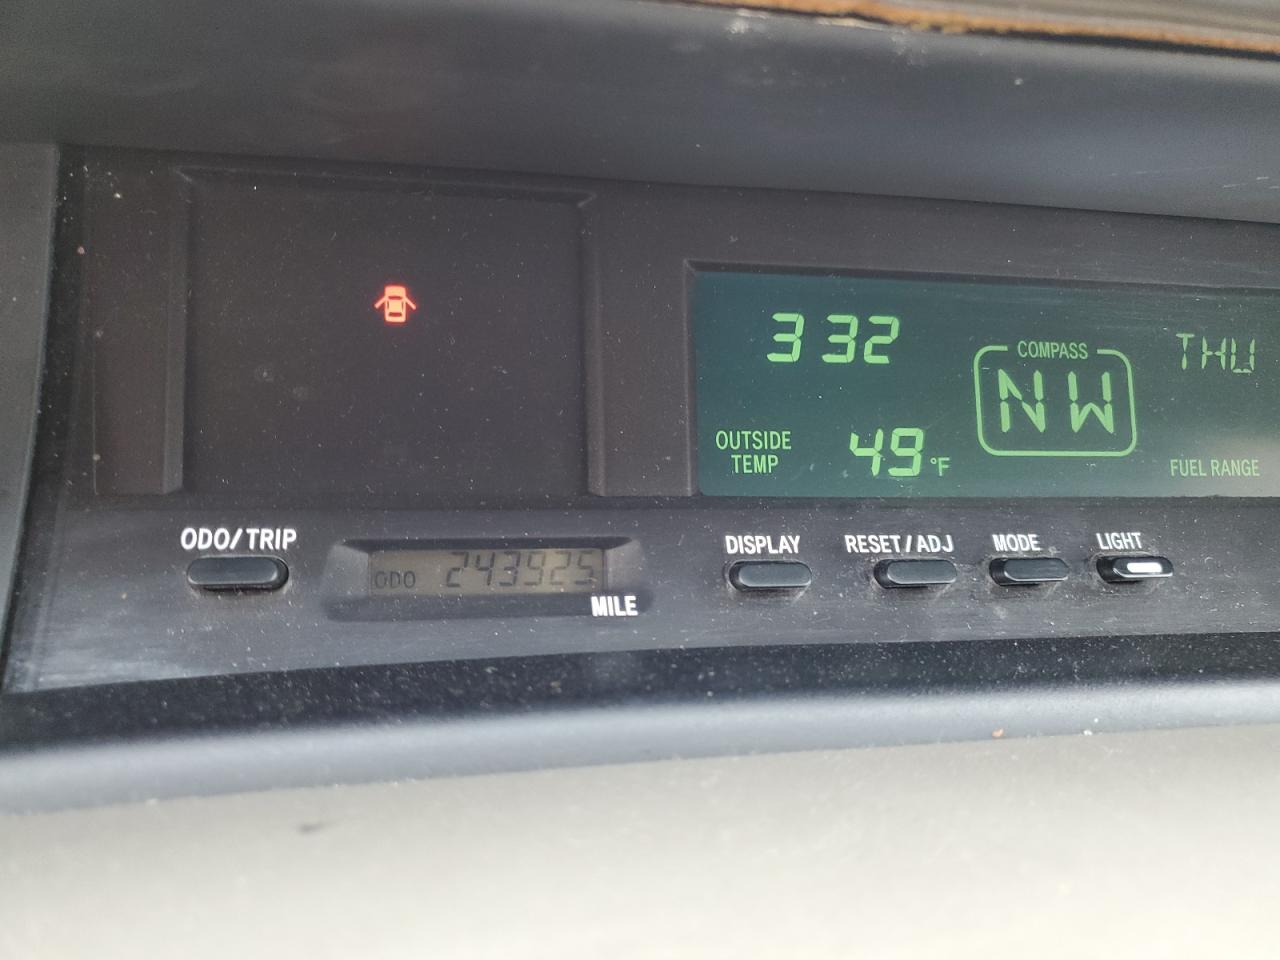 3 32
THU
COMPASS
NW
OUTSIDE
TEMP
49 °F
FUEL RANGE
ODO/TRIP
ODO 243925
MILE
DISPLAY
RESET/ADJ
MODE
LIGHT